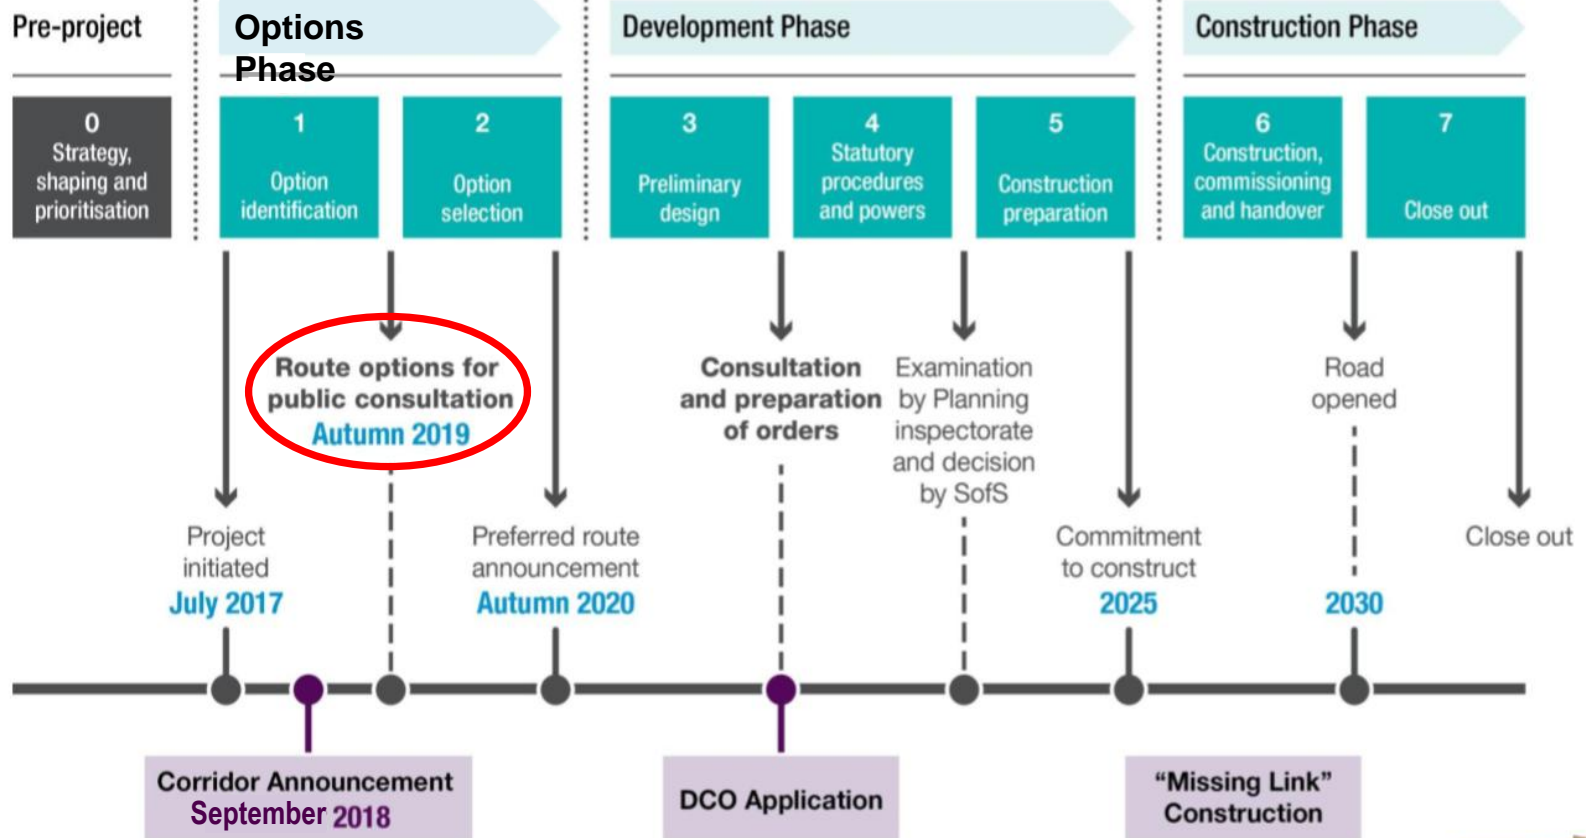 Pre-project
Options
Phase
Development Phase
Construction Phase
0
Strategy,
shaping and
prioritisation
1
Option
identification
2
Option
selection
3
Preliminary
design
4
Statutory
procedures
and powers
5
Construction
preparation
6
Construction,
commissioning
and handover
7
Close out
Route options for
public consultation
Autumn 2019
Consultation
and preparation
of orders
Examination
by Planning
inspectorate
and decision
by SofS
Road
opened
Project
initiated
July 2017
Preferred route
announcement
Autumn 2020
Commitment
to construct
2025
2030
Close out
Corridor Announcement
September 2018
DCO Application
“Missing Link”
Construction